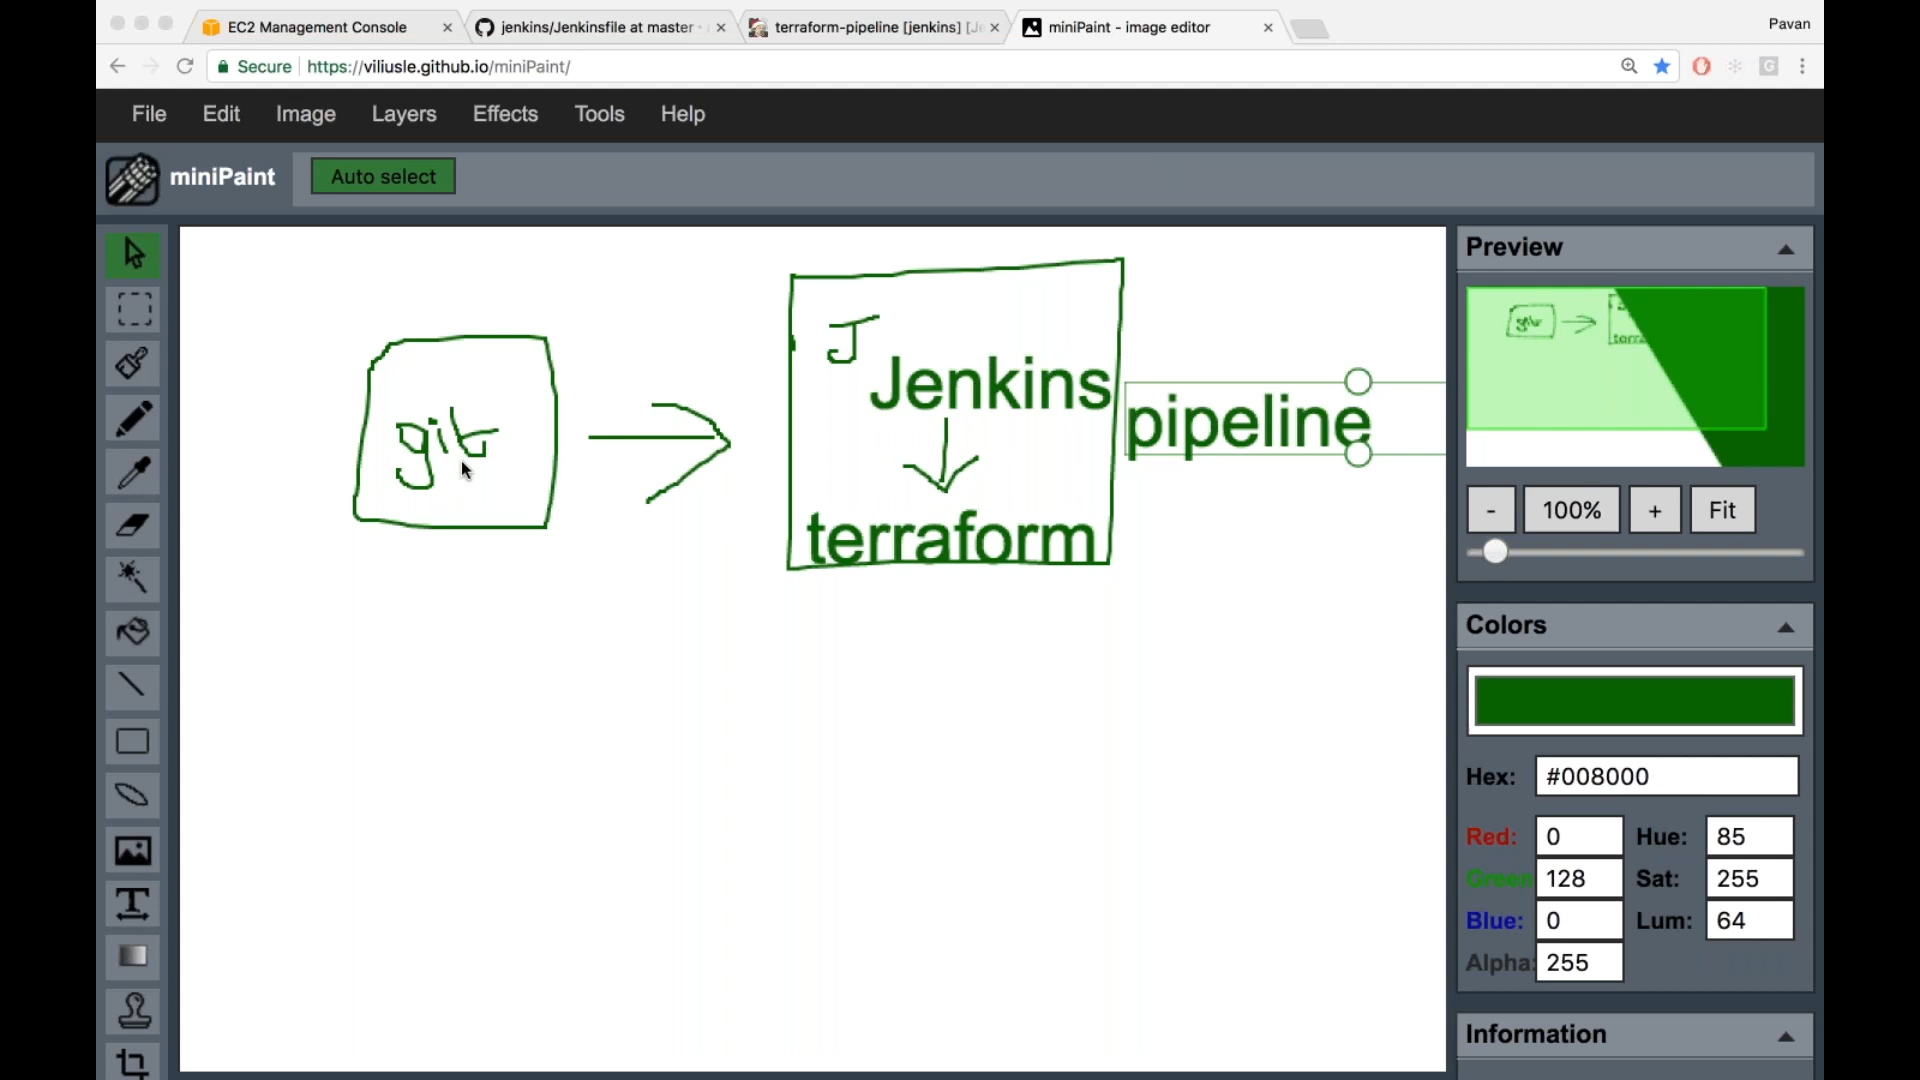 EC2 Management Console
jenkins/Jenkinsfile at master
terraform-pipeline [jenkins] [Je
miniPaint - image editor
Pavan
Secure https://viliusle.github.io/miniPaint/
File Edit Image Layers Effects Tools Help
miniPaint
Auto select
Preview
J
Jenkins
pipeline
git
terraform
- 100% + Fit
Colors
Hex: #008000
Red: 0 Hue: 85
Green 128 Sat: 255
Blue: 0 Lum: 64
Alpha: 255
Information